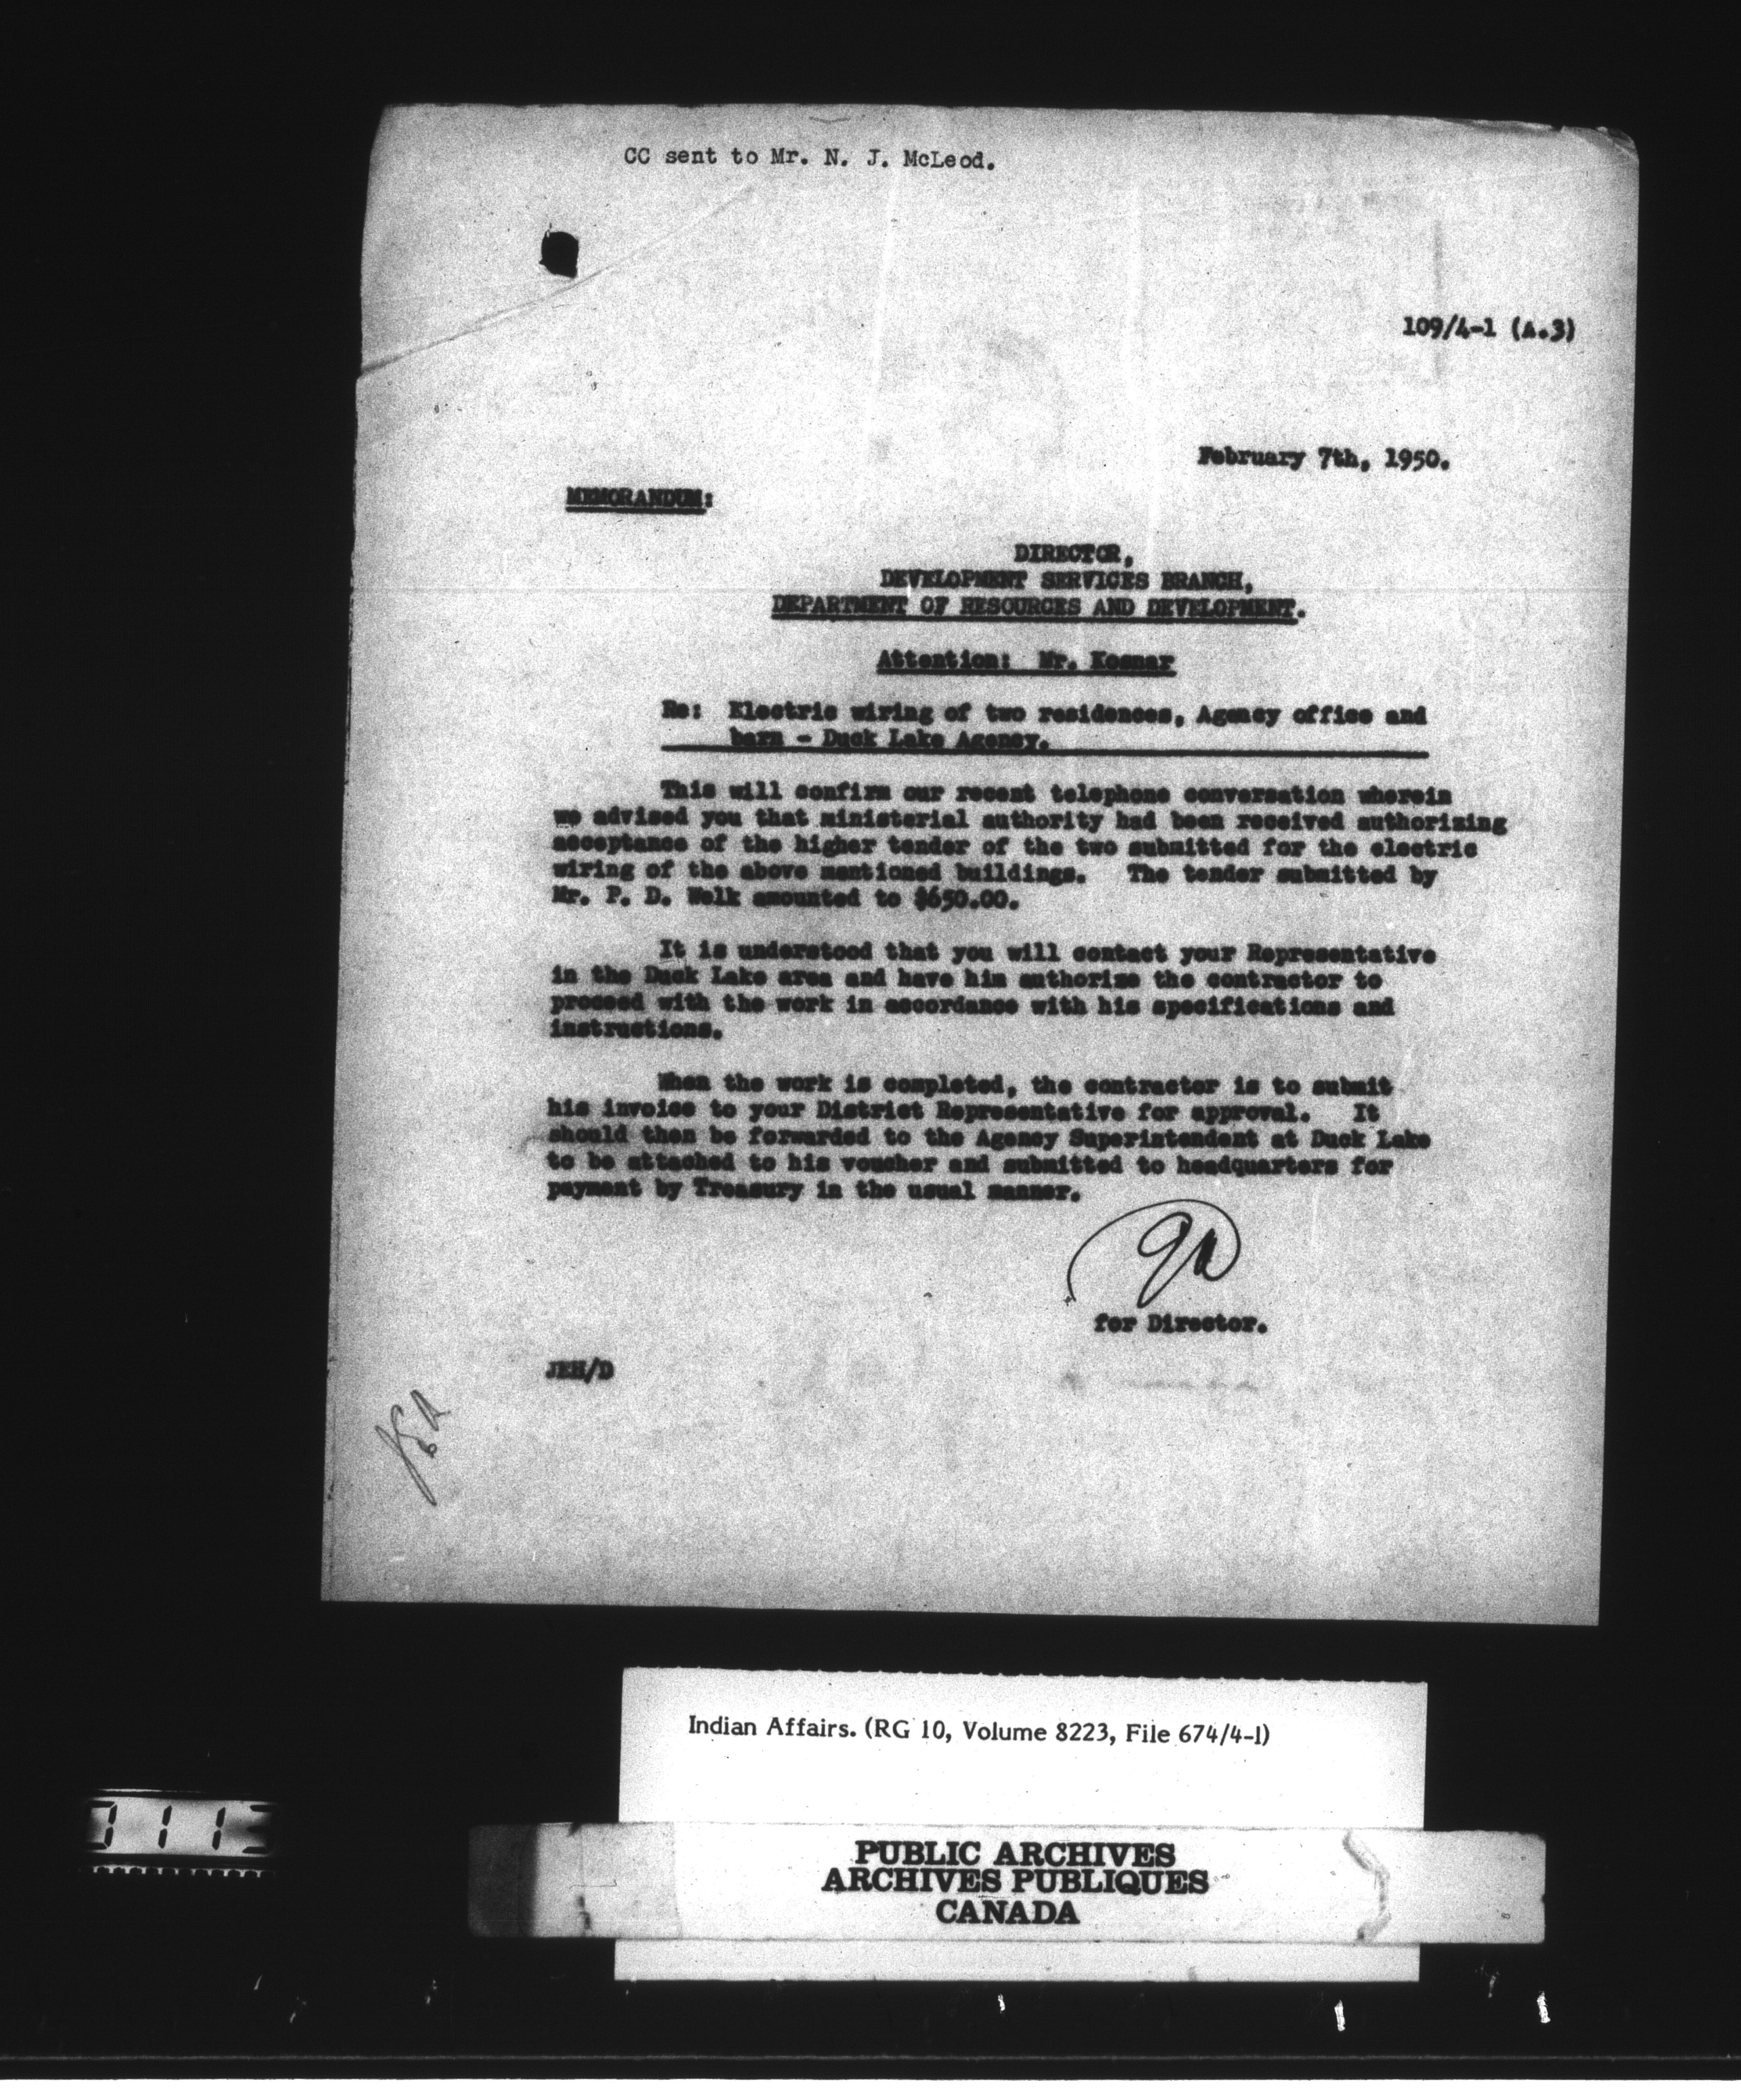 CC sent to Mr. N. J. McLeod.
109/4-1 (A.3)
February 7th, 1950.
MEMORANDUM:
DIRECTOR,
DEVELOPMENT SERVICES BRANCH,
DEPARTMENT OF RESOURCES AND DEVELOPMENT.
Attention: Mr. Kosnar
Re: Electric wiring of two residences, Agency office and
barn - Duck Lake Agency.
This will confirm our recent telephone conversation wherein
we advised you that ministerial authority had been received authorizing
acceptance of the higher tender of the two submitted for the electric
wiring of the above mentioned buildings. The tender submitted by
Mr. P. D. Welk amounted to $650.00.
It is understood that you will contact your Representative
in the Duck Lake area and have him authorize the contractor to
proceed with the work in accordance with his specifications and
instructions.
When the work is completed, the contractor is to submit
his invoice to your District Representative for approval. It
should then be forwarded to the Agency Superintendent at Duck Lake
to be attached to his voucher and submitted to headquarters for
payment by Treasury in the usual manner.
for Director.
JEH/D
Indian Affairs. (RG 10, Volume 8223, File 674/4-1)
PUBLIC ARCHIVES
ARCHIVES PUBLIQUES
CANADA